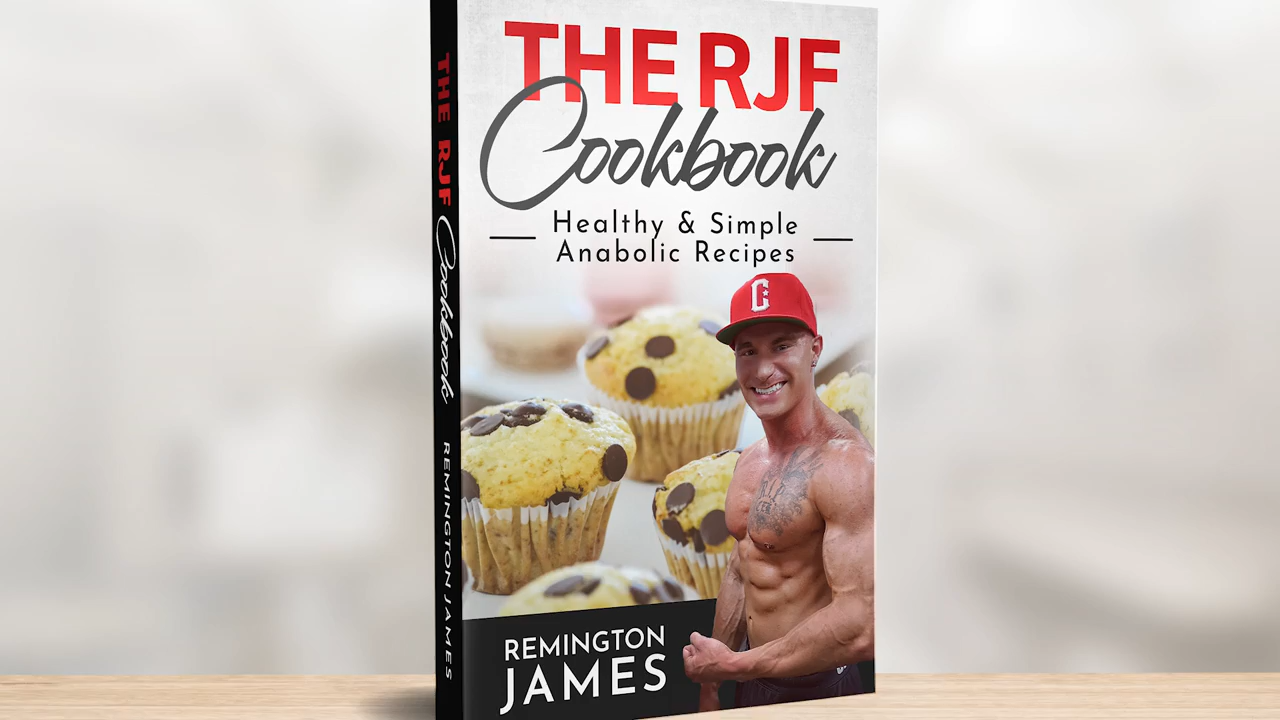 THE RJF
Cookbook
Healthy & Simple
Anabolic Recipes
C
REMINGTON
JAMES
THE RJF Cookbook REMINGTON JAMES